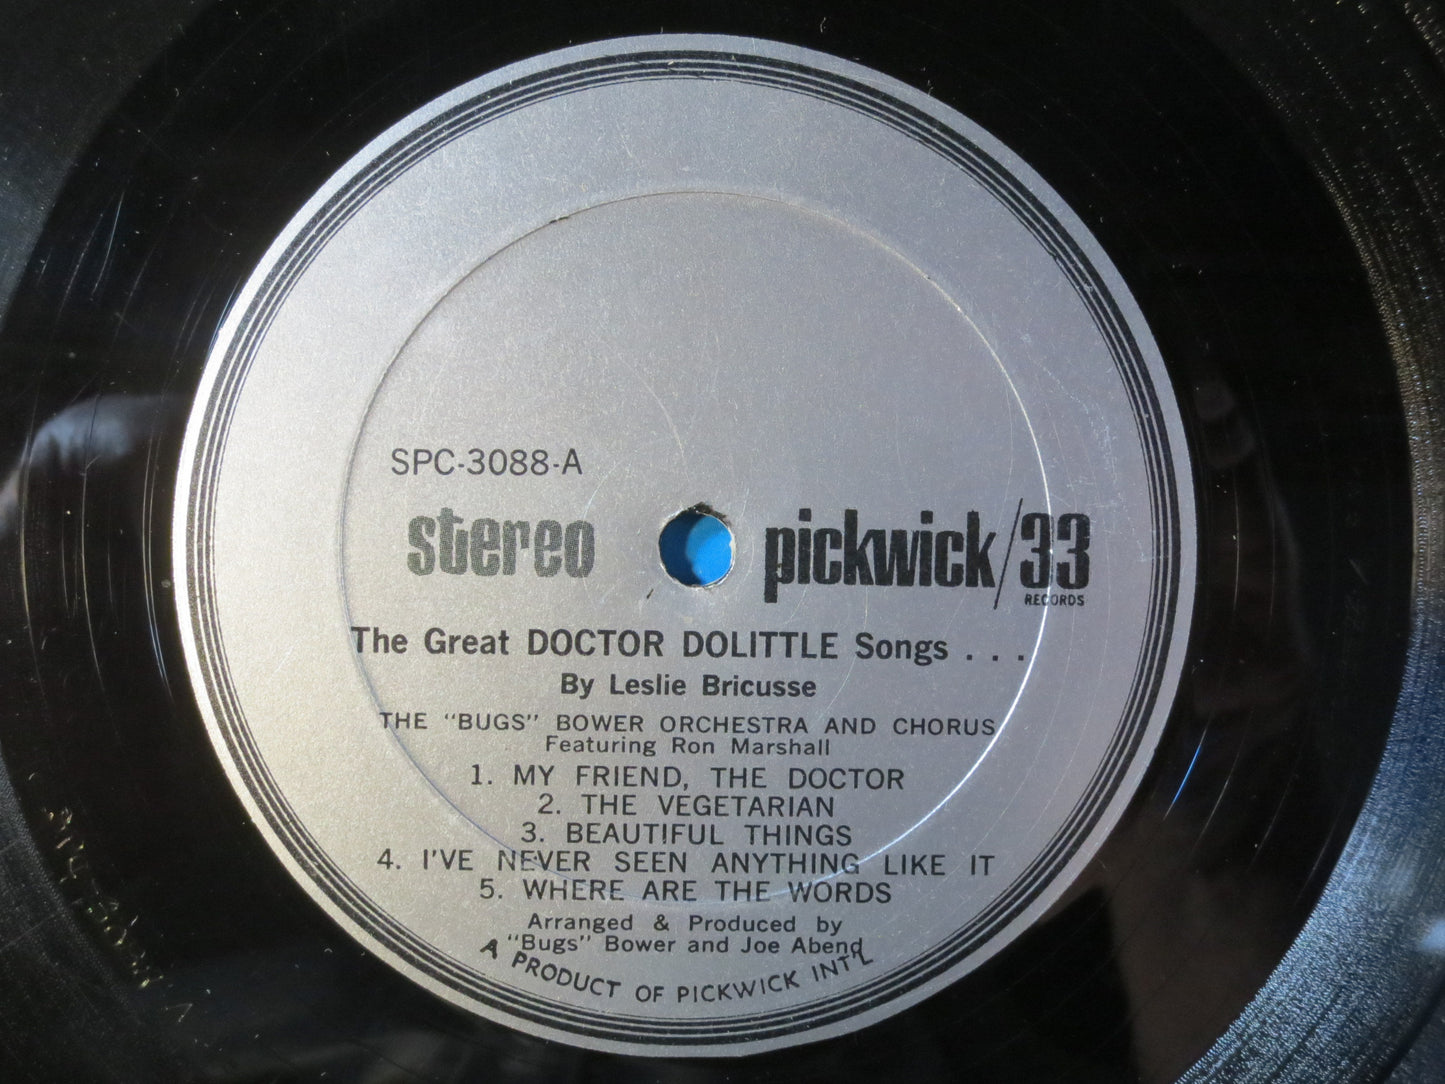 SPC-3088-A
stereo
pickwick/33
RECORDS
The Great DOCTOR DOLITTLE Songs . . .
By Leslie Bricusse
THE "BUGS" BOWER ORCHESTRA AND CHORUS
Featuring Ron Marshall
1. MY FRIEND, THE DOCTOR
2. THE VEGETARIAN
3. BEAUTIFUL THINGS
4. I'VE NEVER SEEN ANYTHING LIKE IT
5. WHERE ARE THE WORDS
Arranged & Produced by
"Bugs" Bower and Joe Abend
A PRODUCT OF PICKWICK INT'L